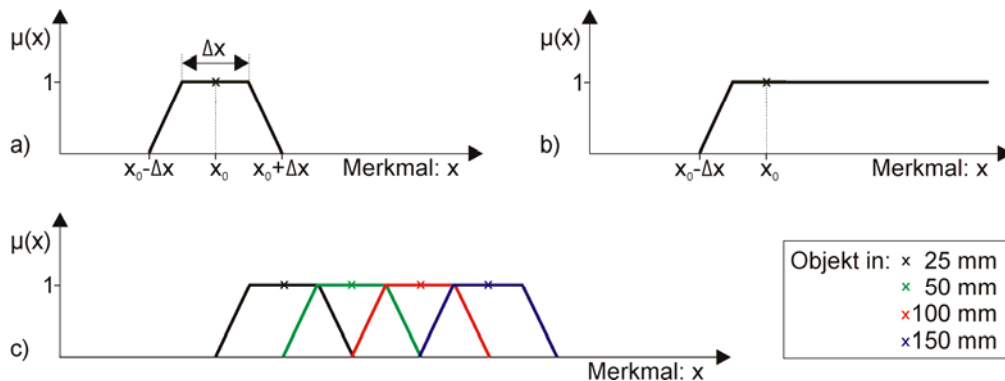 μ(x)
Δx
1
a)
x₀-Δx
x₀
x₀+Δx
Merkmal: x
μ(x)
1
b)
x₀-Δx
x₀
Merkmal: x
μ(x)
1
c)
Merkmal: x
Objekt in: × 25 mm
× 50 mm
×100 mm
×150 mm